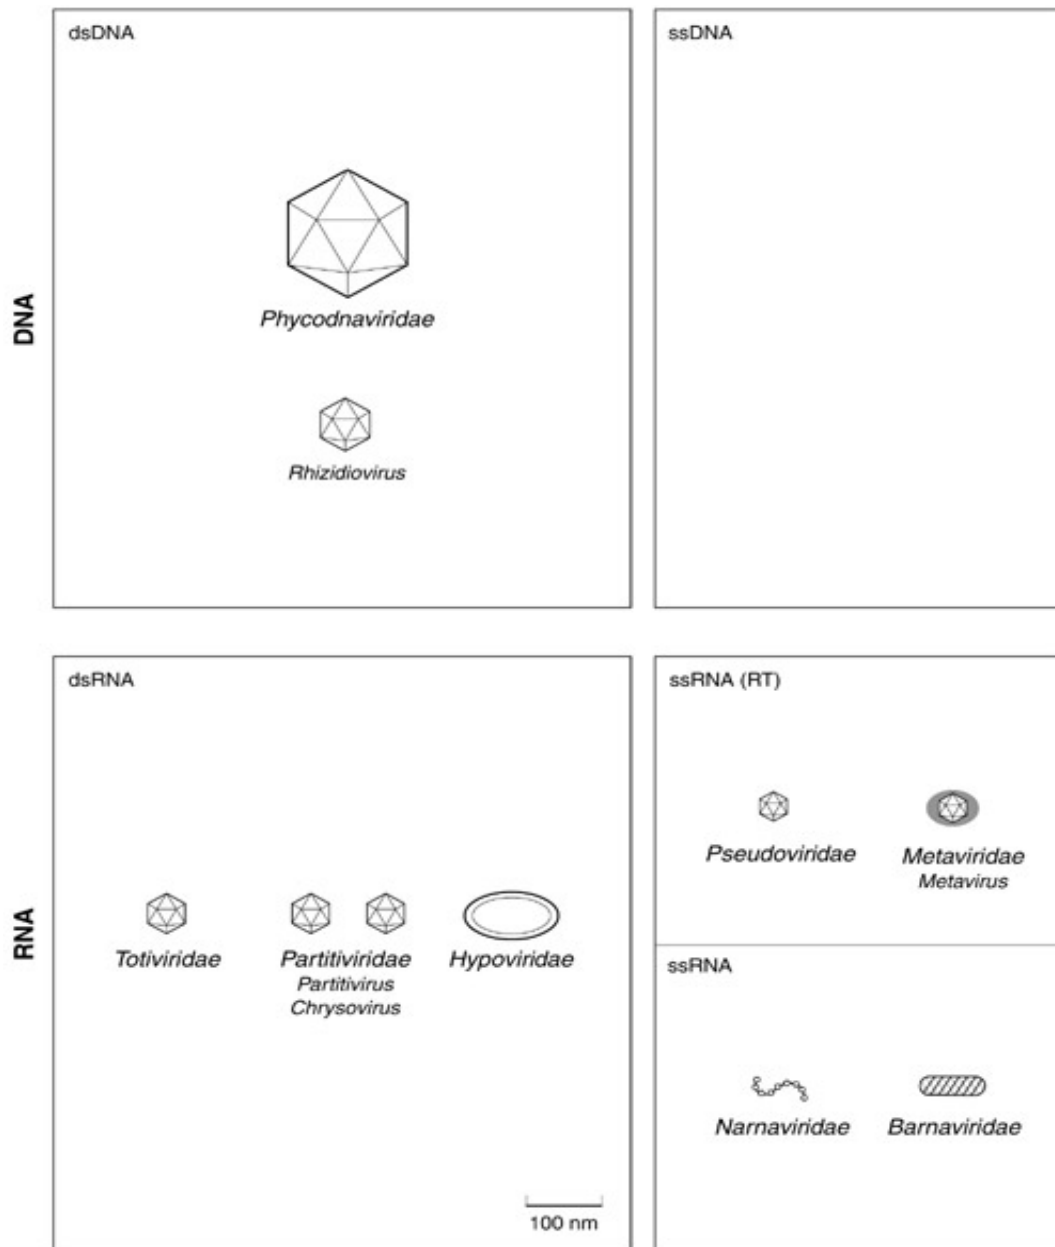 dsDNA
ssDNA
DNA
Phycodnaviridae
Rhizidiovirus
dsRNA
ssRNA (RT)
Pseudoviridae
Metaviridae
Metavirus
RNA
Totiviridae
Partitiviridae
Hypoviridae
Partitivirus
Chrysovirus
ssRNA
Narnaviridae
Barnaviridae
100 nm